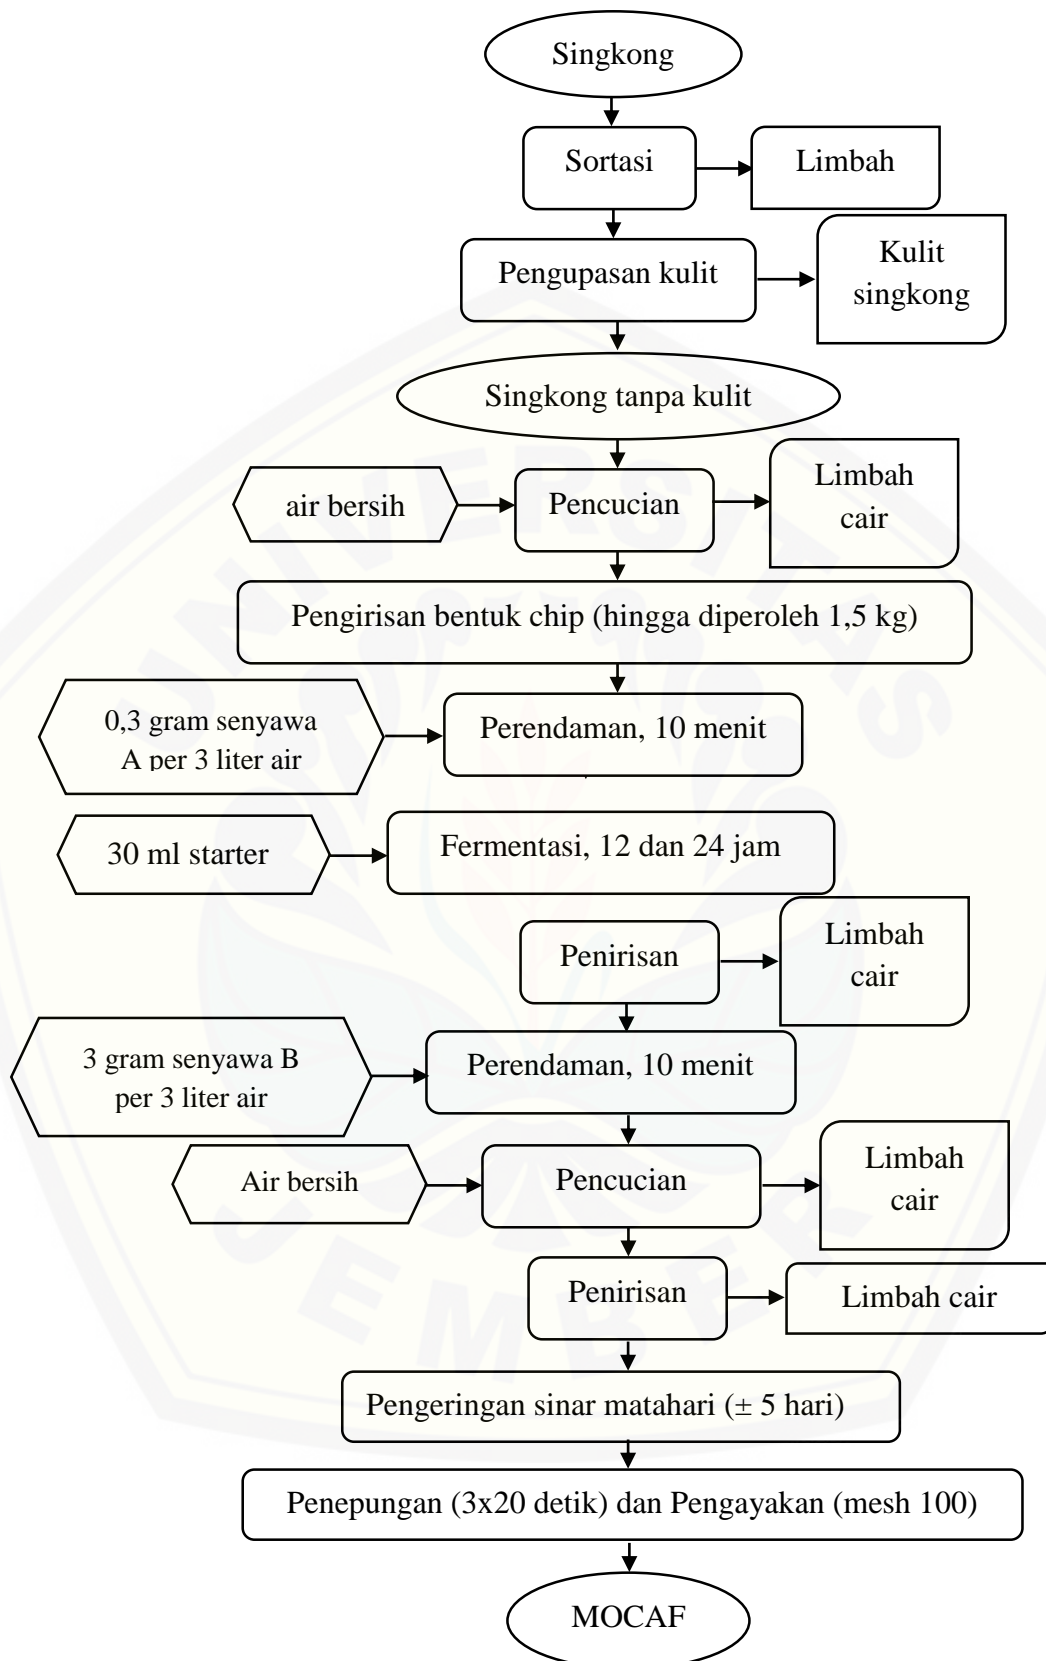 Singkong
Sortasi
Limbah
Pengupasan kulit
Kulit
singkong
Singkong tanpa kulit
air bersih
Pencucian
Limbah
cair
Pengirisan bentuk chip (hingga diperoleh 1,5 kg)
0,3 gram senyawa
A per 3 liter air
Perendaman, 10 menit
30 ml starter
Fermentasi, 12 dan 24 jam
Penirisan
Limbah
cair
3 gram senyawa B
per 3 liter air
Perendaman, 10 menit
Air bersih
Pencucian
Limbah
cair
Penirisan
Limbah cair
Pengeringan sinar matahari (± 5 hari)
Penepungan (3x20 detik) dan Pengayakan (mesh 100)
MOCAF
UNIVERSITAS
JEMBER